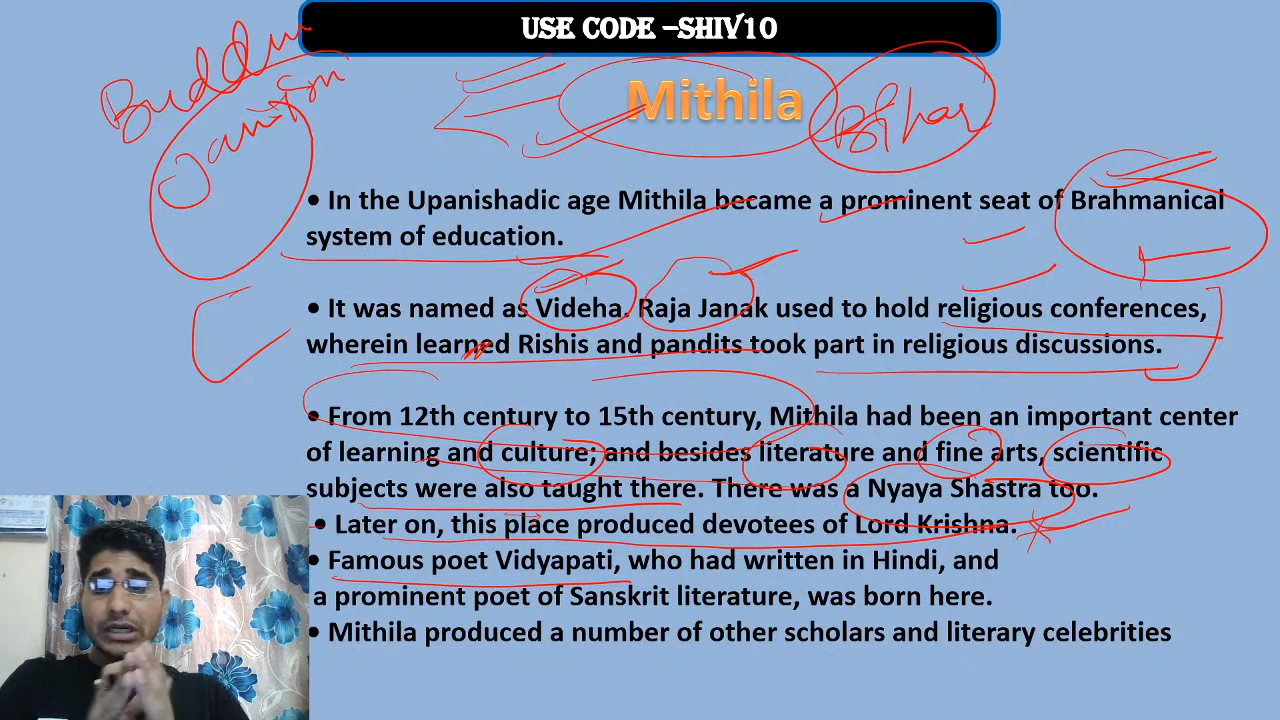 USE CODE –SHIV10
Buddhi
Mithila
Bihar
Janism
• In the Upanishadic age Mithila became a prominent seat of Brahmanical
system of education.
• It was named as Videha. Raja Janak used to hold religious conferences,
wherein learned Rishis and pandits took part in religious discussions.
• From 12th century to 15th century, Mithila had been an important center
of learning and culture; and besides literature and fine arts, scientific
subjects were also taught there. There was a Nyaya Shastra too.
• Later on, this place produced devotees of Lord Krishna.
• Famous poet Vidyapati, who had written in Hindi, and
a prominent poet of Sanskrit literature, was born here.
• Mithila produced a number of other scholars and literary celebrities